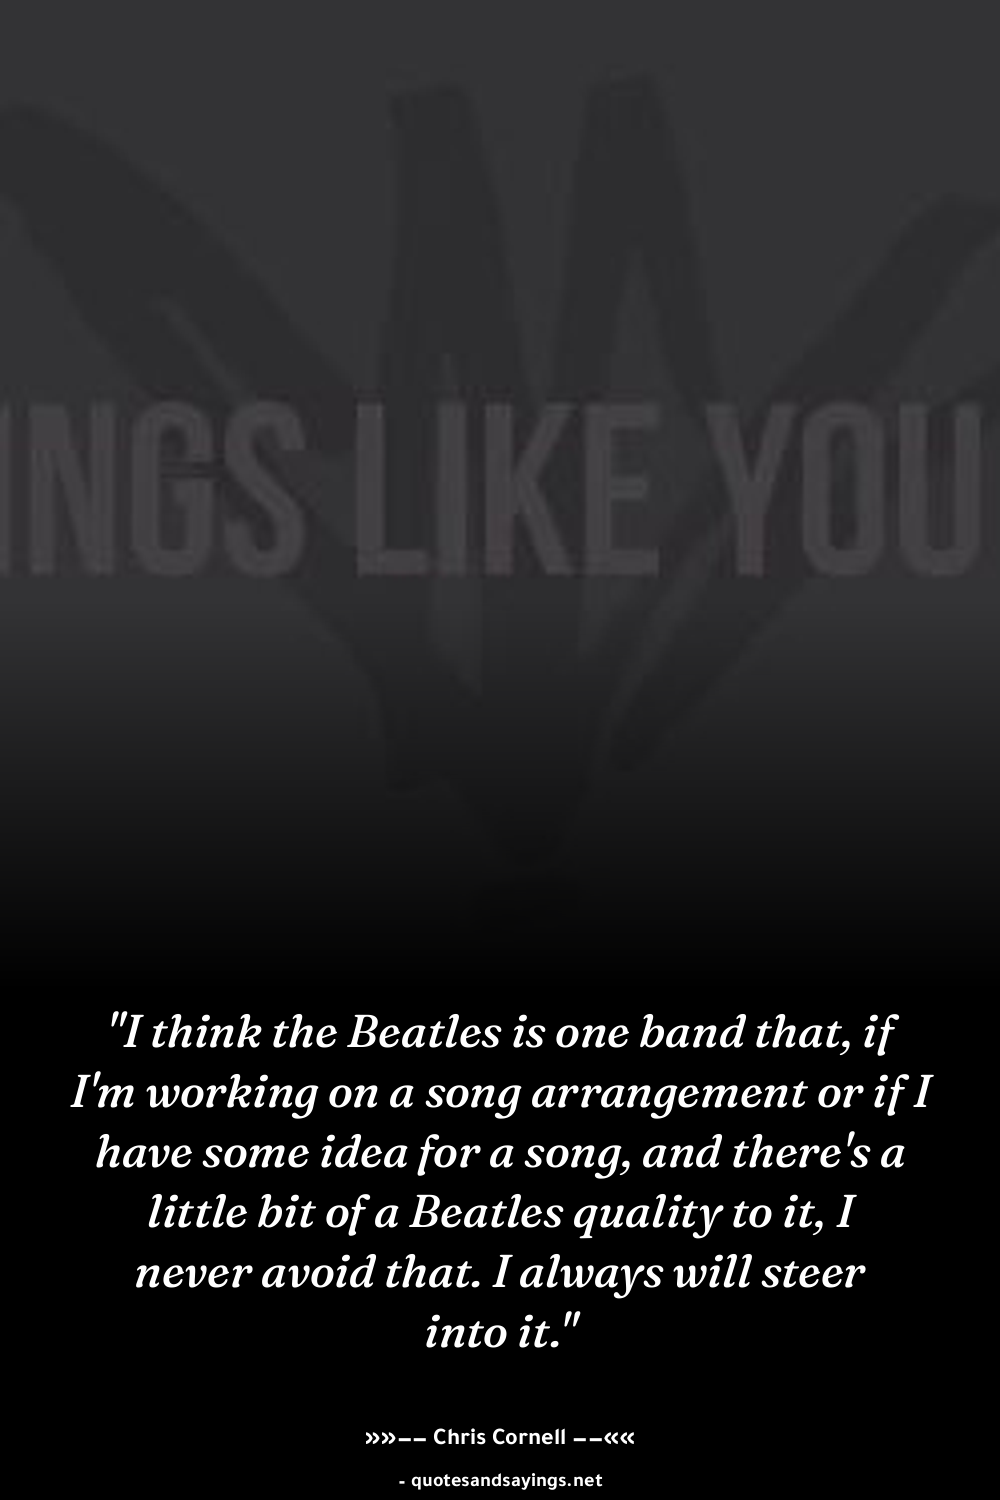 INGS LIKE YOU
"I think the Beatles is one band that, if
I'm working on a song arrangement or if I
have some idea for a song, and there's a
little bit of a Beatles quality to it, I
never avoid that. I always will steer
into it."
»»–– Chris Cornell ––««
- quotesandsayings.net